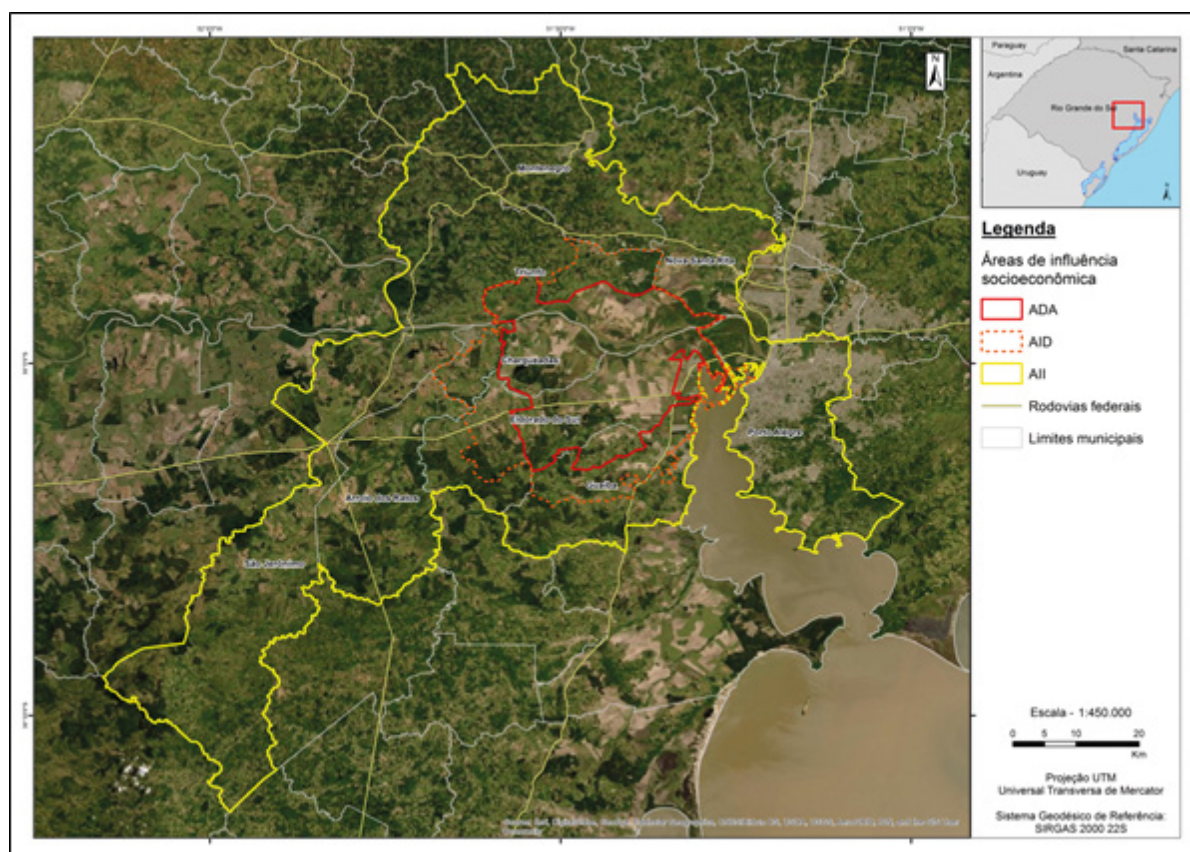 N
Montenegro
Nova Santa Rita
Triunfo
Charqueadas
Eldorado do Sul
Porto Alegre
Guaíba
Arroio dos Ratos
São Jerônimo
Paraguay
Santa Catarina
Argentina
Rio Grande do Sul
Uruguay
Legenda
Áreas de influência
socioeconômica
ADA
AID
AII
Rodovias federais
Limites municipais
Escala - 1:450.000
0 5 10 20
Km
Projeção UTM
Universal Transversa de Mercator
Sistema Geodésico de Referência:
SIRGAS 2000 22S